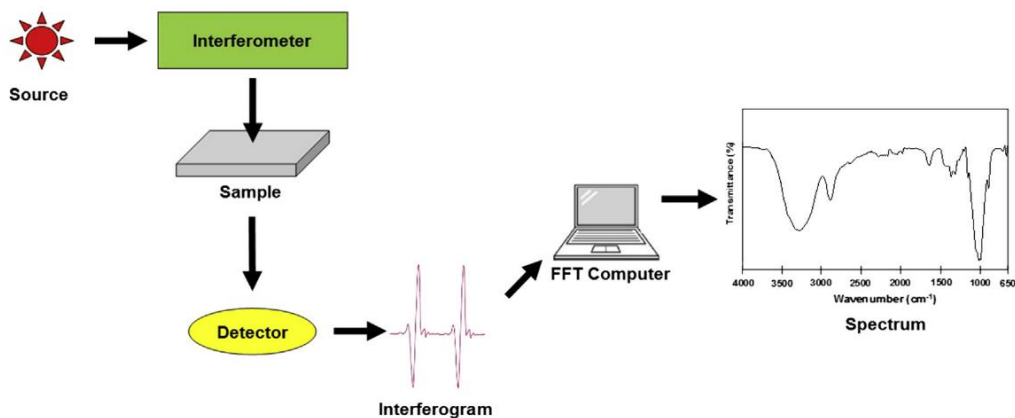 Source
Interferometer
Sample
Detector
Interferogram
FFT Computer
Transmittance (%)
4000 3500 3000 2500 2000 1500 1000 650
Wavenumber (cm⁻¹)
Spectrum